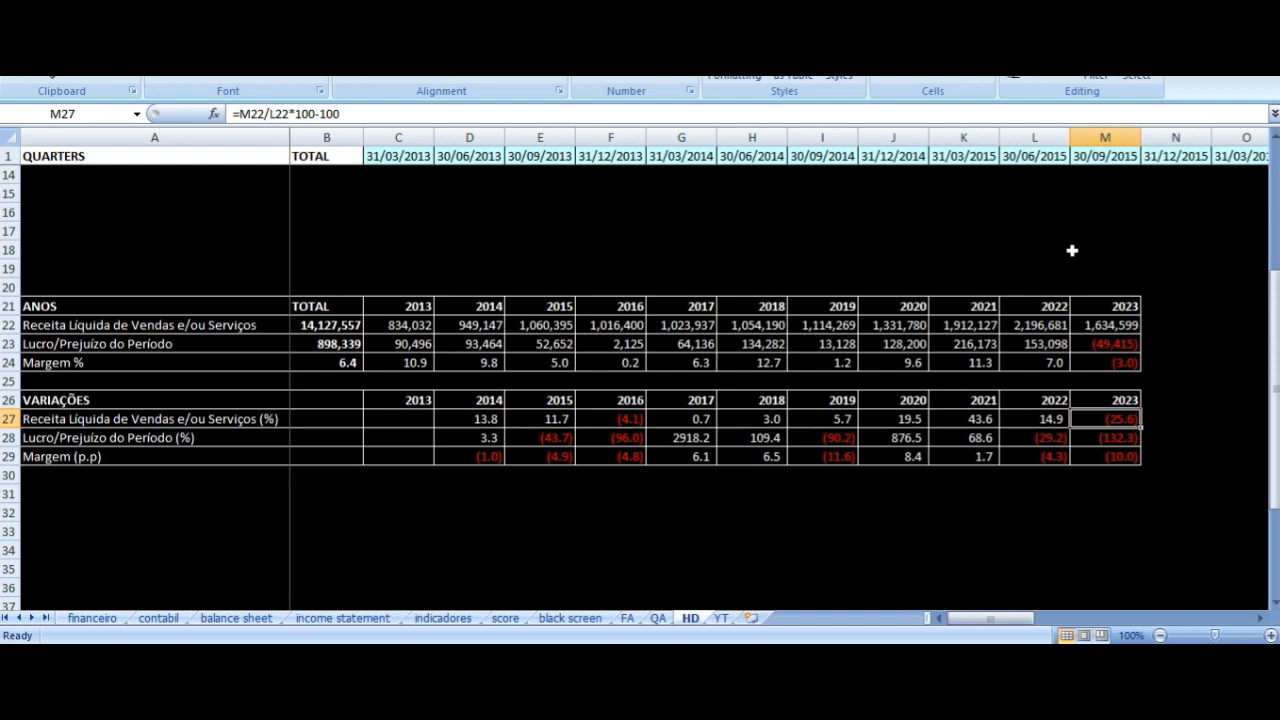 Formatting as Table Styles Filter Select
Clipboard Font Alignment Number Styles Cells Editing
M27 fx =M22/L22*100-100
A B C D E F G H I J K L M N O
1 QUARTERS TOTAL 31/03/2013 30/06/2013 30/09/2013 31/12/2013 31/03/2014 30/06/2014 30/09/2014 31/12/2014 31/03/2015 30/06/2015 30/09/2015 31/12/2015 31/03/20
14
15
16
17
18
19
20
21 ANOS TOTAL 2013 2014 2015 2016 2017 2018 2019 2020 2021 2022 2023
22 Receita Líquida de Vendas e/ou Serviços 14,127,557 834,032 949,147 1,060,395 1,016,400 1,023,937 1,054,190 1,114,269 1,331,780 1,912,127 2,196,681 1,634,599
23 Lucro/Prejuízo do Período 898,339 90,496 93,464 52,652 2,125 64,136 134,282 13,128 128,200 216,173 153,098 (49,415)
24 Margem % 6.4 10.9 9.8 5.0 0.2 6.3 12.7 1.2 9.6 11.3 7.0 (3.0)
25
26 VARIAÇÕES 2013 2014 2015 2016 2017 2018 2019 2020 2021 2022 2023
27 Receita Líquida de Vendas e/ou Serviços (%) 13.8 11.7 (4.1) 0.7 3.0 5.7 19.5 43.6 14.9 (25.6)
28 Lucro/Prejuízo do Período (%) 3.3 (43.7) (96.0) 2918.2 109.4 (90.2) 876.5 68.6 (29.2) (132.3)
29 Margem (p.p) (1.0) (4.9) (4.8) 6.1 6.5 (11.6) 8.4 1.7 (4.3) (10.0)
30
31
32
33
34
35
36
37
financeiro contabil balance sheet income statement indicadores score black screen FA QA HD YT
Ready 100%